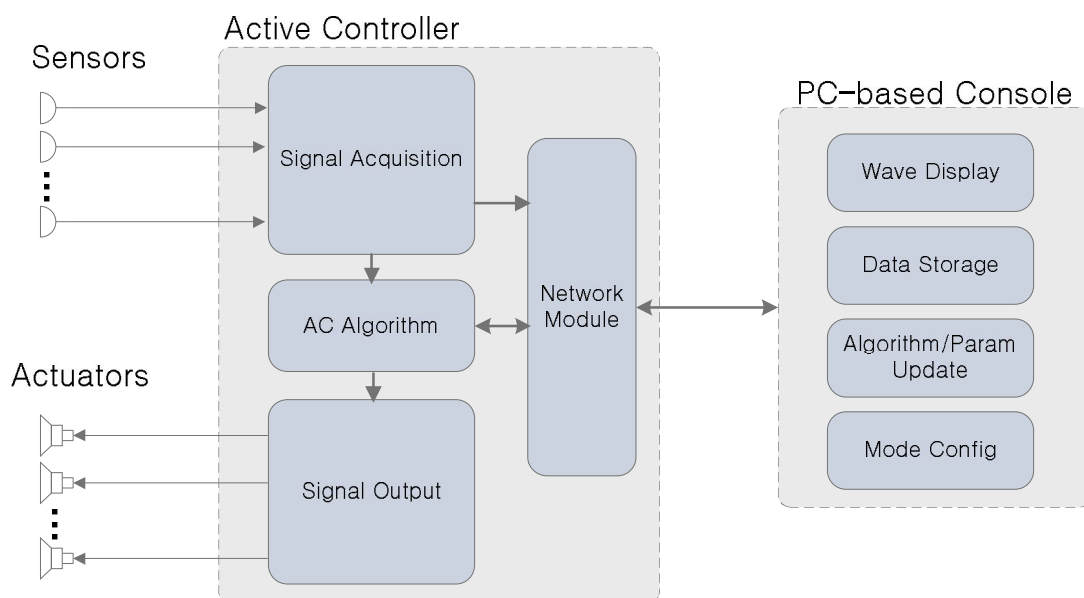 Active Controller
Sensors
Signal Acquisition
AC Algorithm
Network
Module
Actuators
Signal Output
PC-based Console
Wave Display
Data Storage
Algorithm/Param
Update
Mode Config